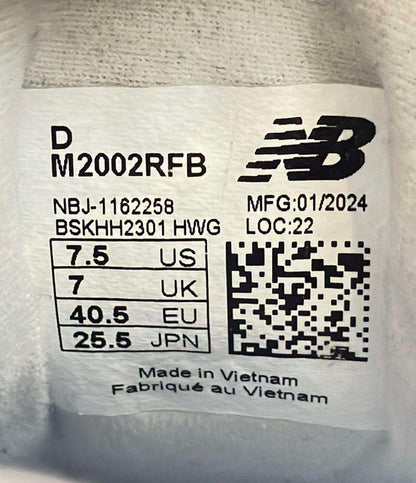 D
M2002RFB
NB
NBJ-1162258
MFG:01/2024
BSKHH2301 HWG
LOC:22
7.5 US
7 UK
40.5 EU
25.5 JPN
Made in Vietnam
Fabriqué au Vietnam